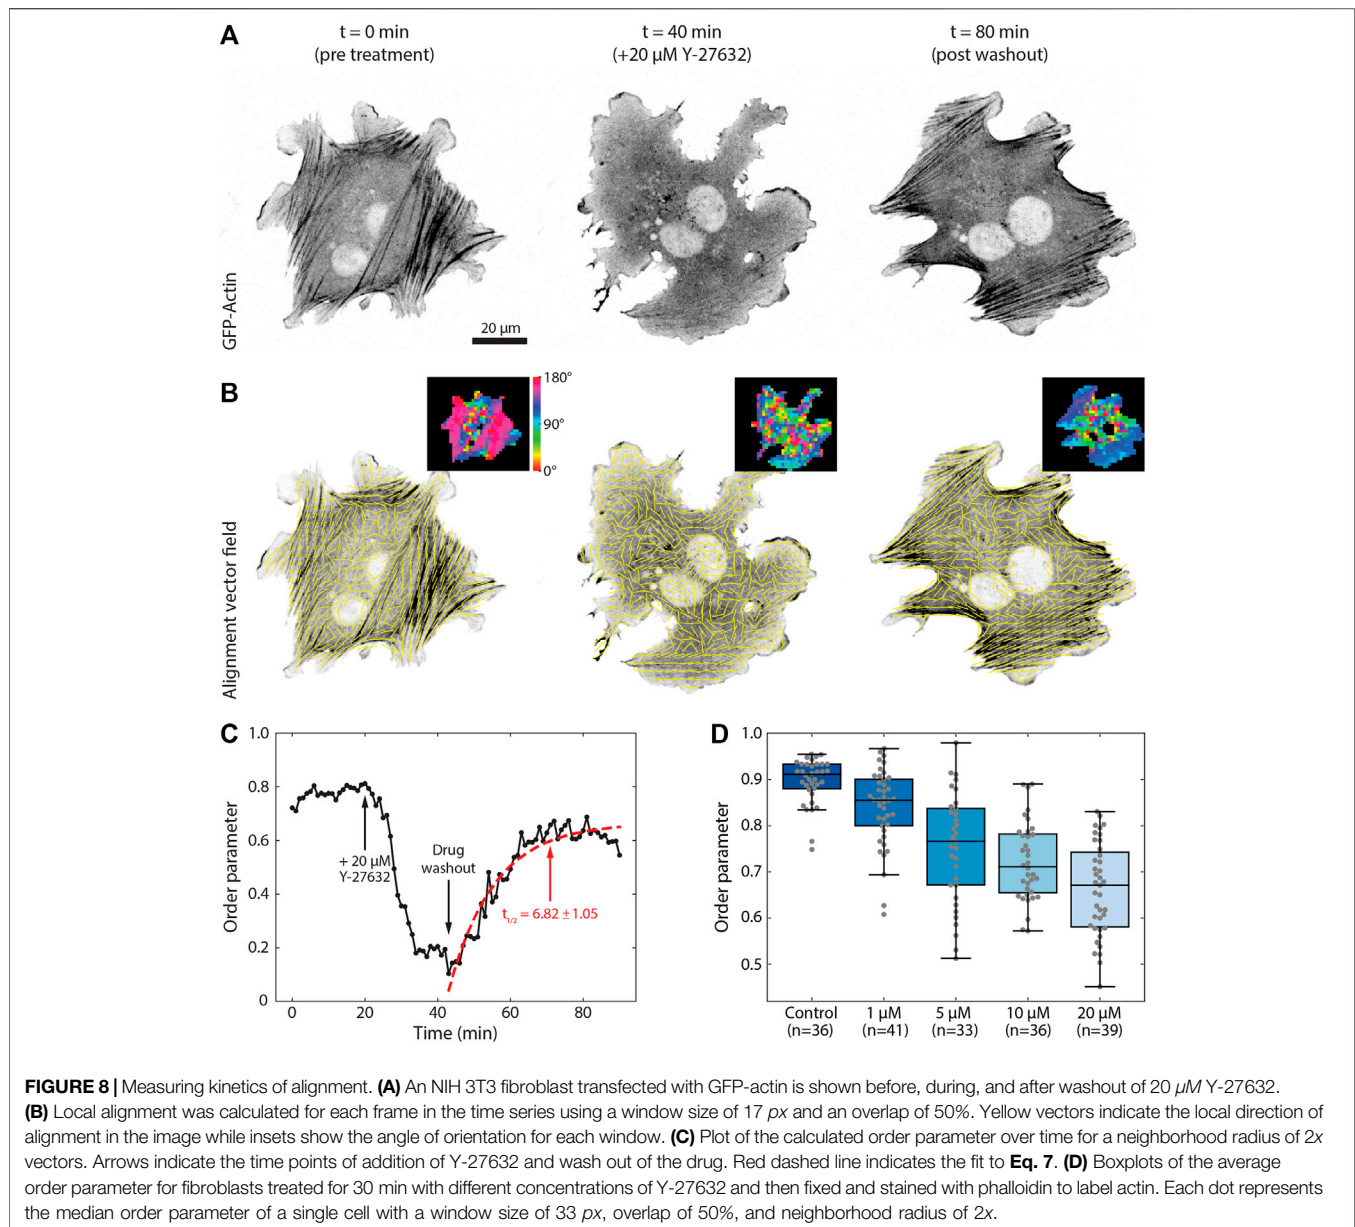 A
t = 0 min
(pre treatment)
t = 40 min
(+20 µM Y-27632)
t = 80 min
(post washout)
GFP-Actin
20 µm
B
180°
90°
0°
Alignment vector field
C
1.0
0.8
0.6
0.4
0.2
0
Order parameter
+ 20 µM
Y-27632
Drug
washout
t1/2 = 6.82 ± 1.05
0
20
40
60
80
Time (min)
D
1.0
0.9
0.8
0.7
0.6
0.5
Order parameter
Control
(n=36)
1 µM
(n=41)
5 µM
(n=33)
10 µM
(n=36)
20 µM
(n=39)
FIGURE 8 | Measuring kinetics of alignment. (A) An NIH 3T3 fibroblast transfected with GFP-actin is shown before, during, and after washout of 20 µM Y-27632.
(B) Local alignment was calculated for each frame in the time series using a window size of 17 px and an overlap of 50%. Yellow vectors indicate the local direction of
alignment in the image while insets show the angle of orientation for each window. (C) Plot of the calculated order parameter over time for a neighborhood radius of 2x
vectors. Arrows indicate the time points of addition of Y-27632 and wash out of the drug. Red dashed line indicates the fit to Eq. 7. (D) Boxplots of the average
order parameter for fibroblasts treated for 30 min with different concentrations of Y-27632 and then fixed and stained with phalloidin to label actin. Each dot represents
the median order parameter of a single cell with a window size of 33 px, overlap of 50%, and neighborhood radius of 2x.